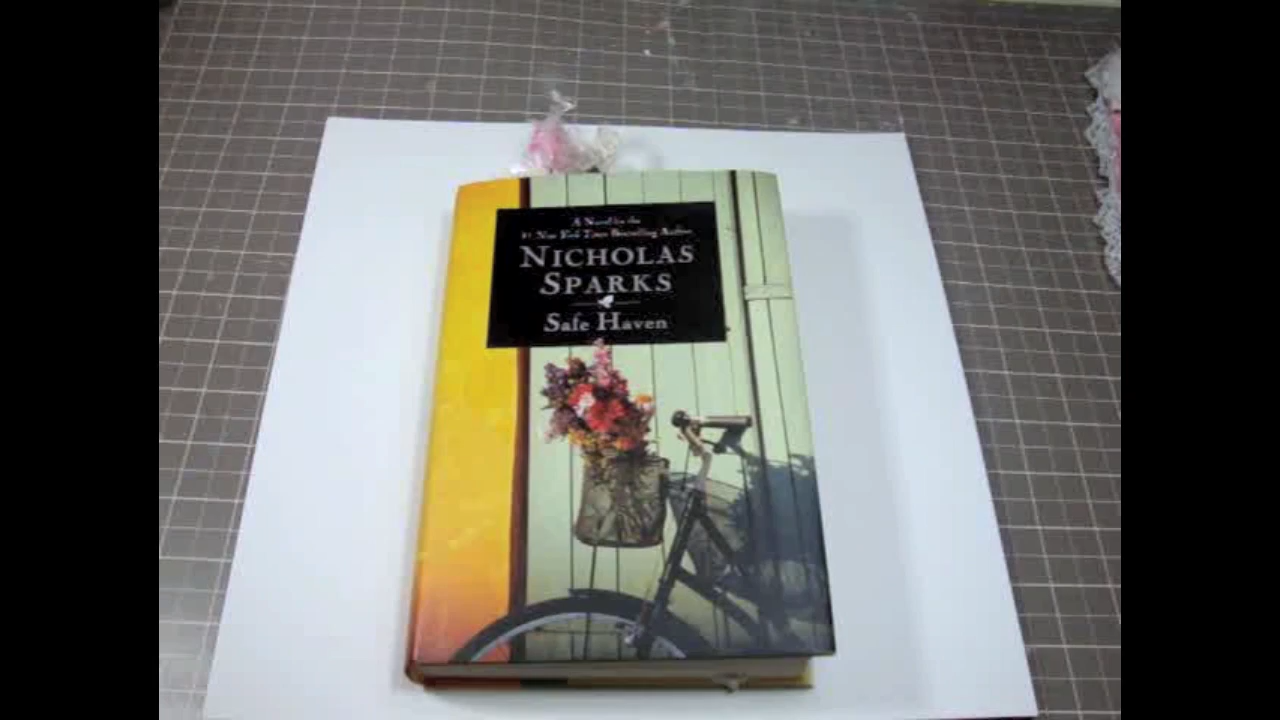 A Novel by the
#1 New York Times Bestselling Author
NICHOLAS
SPARKS
Safe Haven